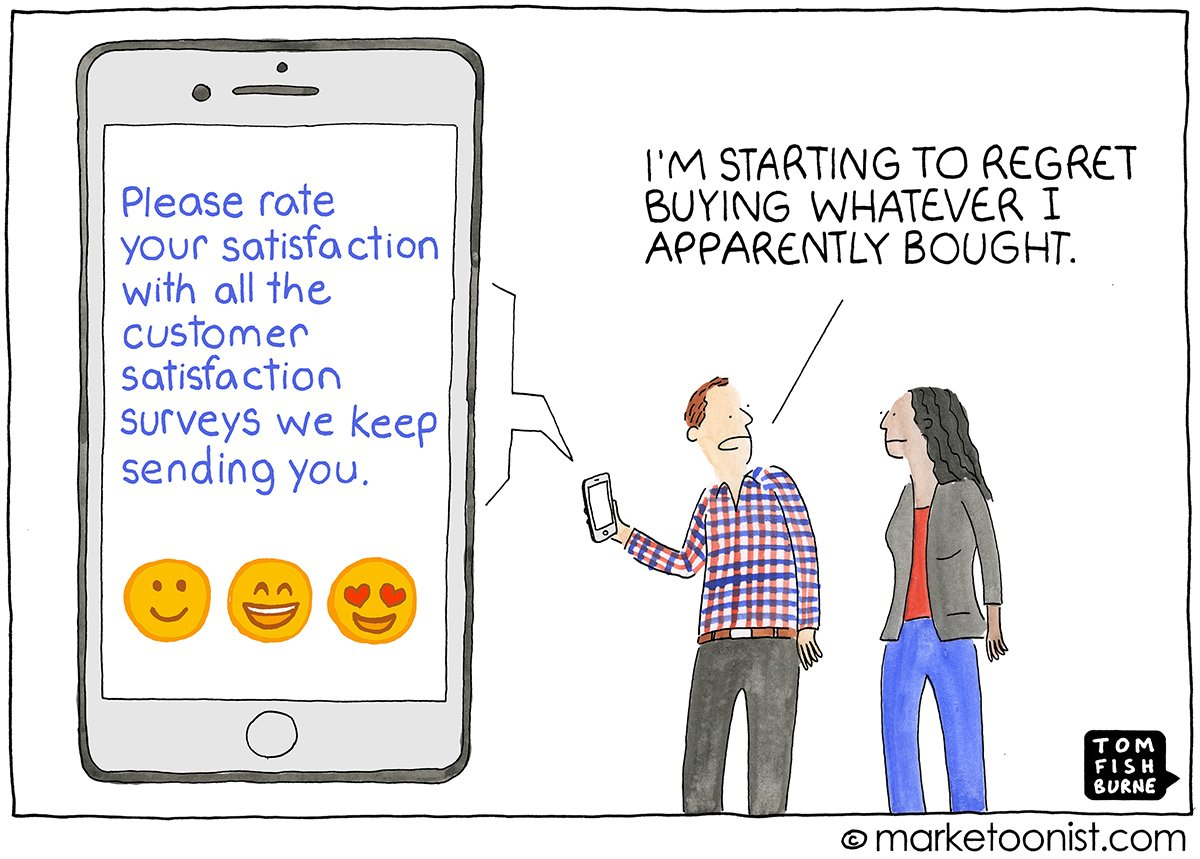 Please rate
your satisfaction
with all the
customer
satisfaction
surveys we keep
sending you.
I'M STARTING TO REGRET
BUYING WHATEVER I
APPARENTLY BOUGHT.
TOM
FISH
BURNE
© marketoonist.com